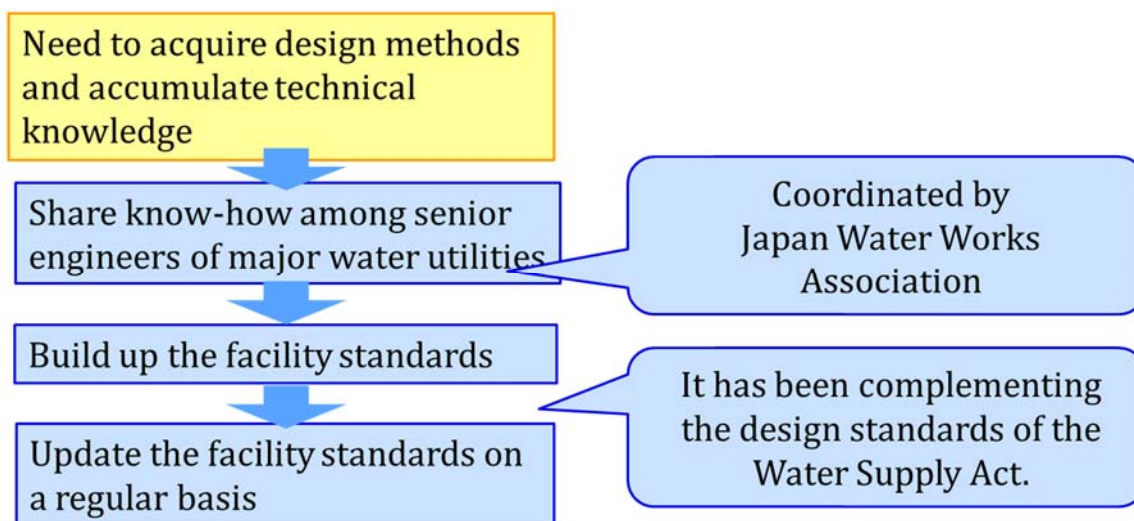 Need to acquire design methods
and accumulate technical
knowledge
Share know-how among senior
engineers of major water utilities
Coordinated by
Japan Water Works
Association
Build up the facility standards
It has been complementing
the design standards of the
Water Supply Act.
Update the facility standards on
a regular basis